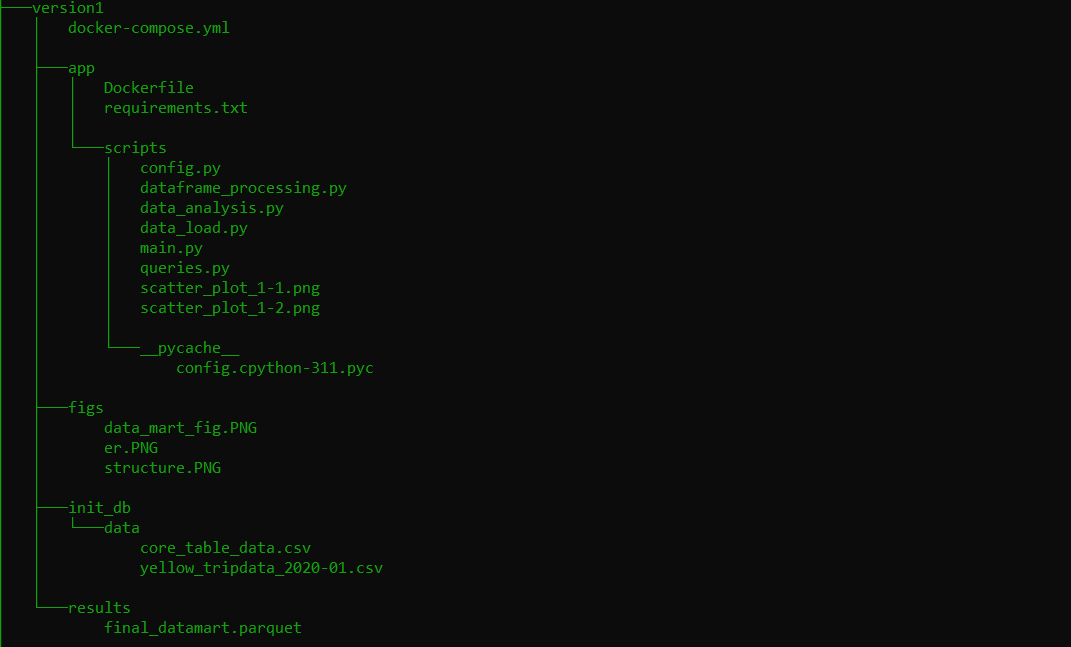 version1
docker-compose.yml
app
Dockerfile
requirements.txt
scripts
config.py
dataframe_processing.py
data_analysis.py
data_load.py
main.py
queries.py
scatter_plot_1-1.png
scatter_plot_1-2.png
__pycache__
config.cpython-311.pyc
figs
data_mart_fig.PNG
er.PNG
structure.PNG
init_db
data
core_table_data.csv
yellow_tripdata_2020-01.csv
results
final_datamart.parquet